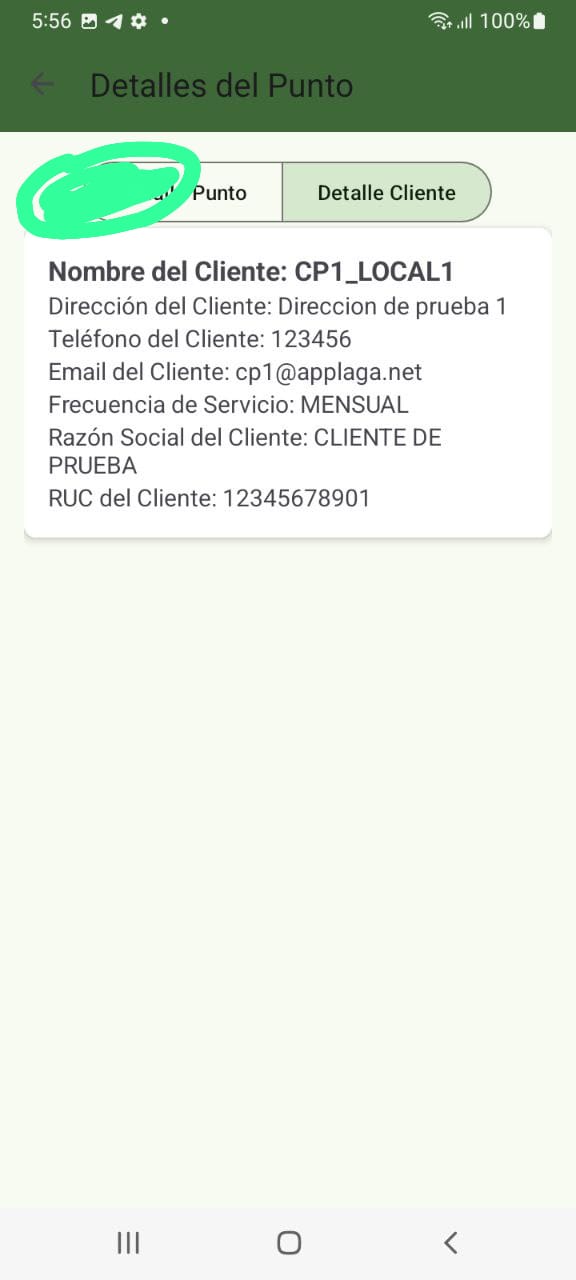 5:56 100%
Detalles del Punto
Punto Detalle Cliente
Nombre del Cliente: CP1_LOCAL1
Dirección del Cliente: Direccion de prueba 1
Teléfono del Cliente: 123456
Email del Cliente: cp1@applaga.net
Frecuencia de Servicio: MENSUAL
Razón Social del Cliente: CLIENTE DE
PRUEBA
RUC del Cliente: 12345678901